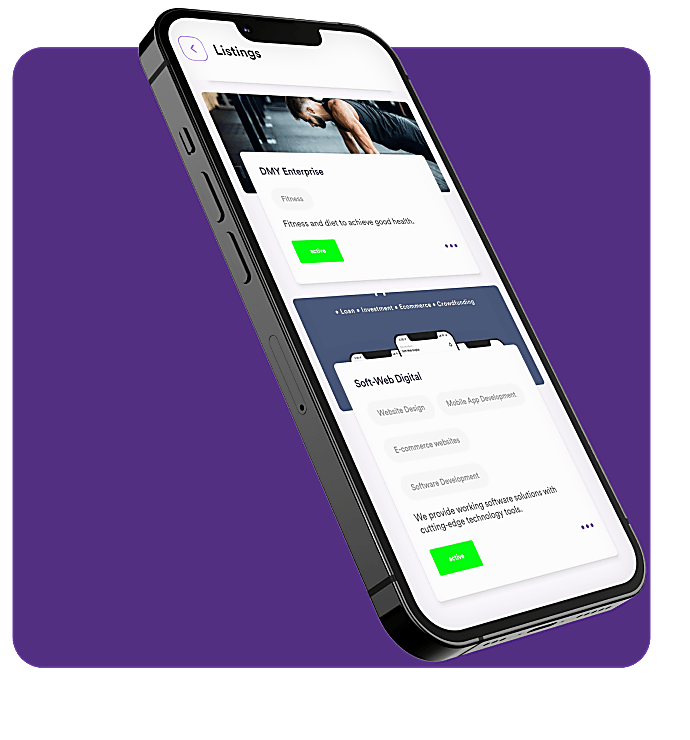 Listings
DMY Enterprise
Fitness
Fitness and diet to achieve good health.
active
• Loan • Investment • Ecommerce • Crowdfunding
Soft-Web Digital
Website Design
Mobile App Development
E-commerce websites
Software Development
We provide working software solutions with
cutting-edge technology tools.
active